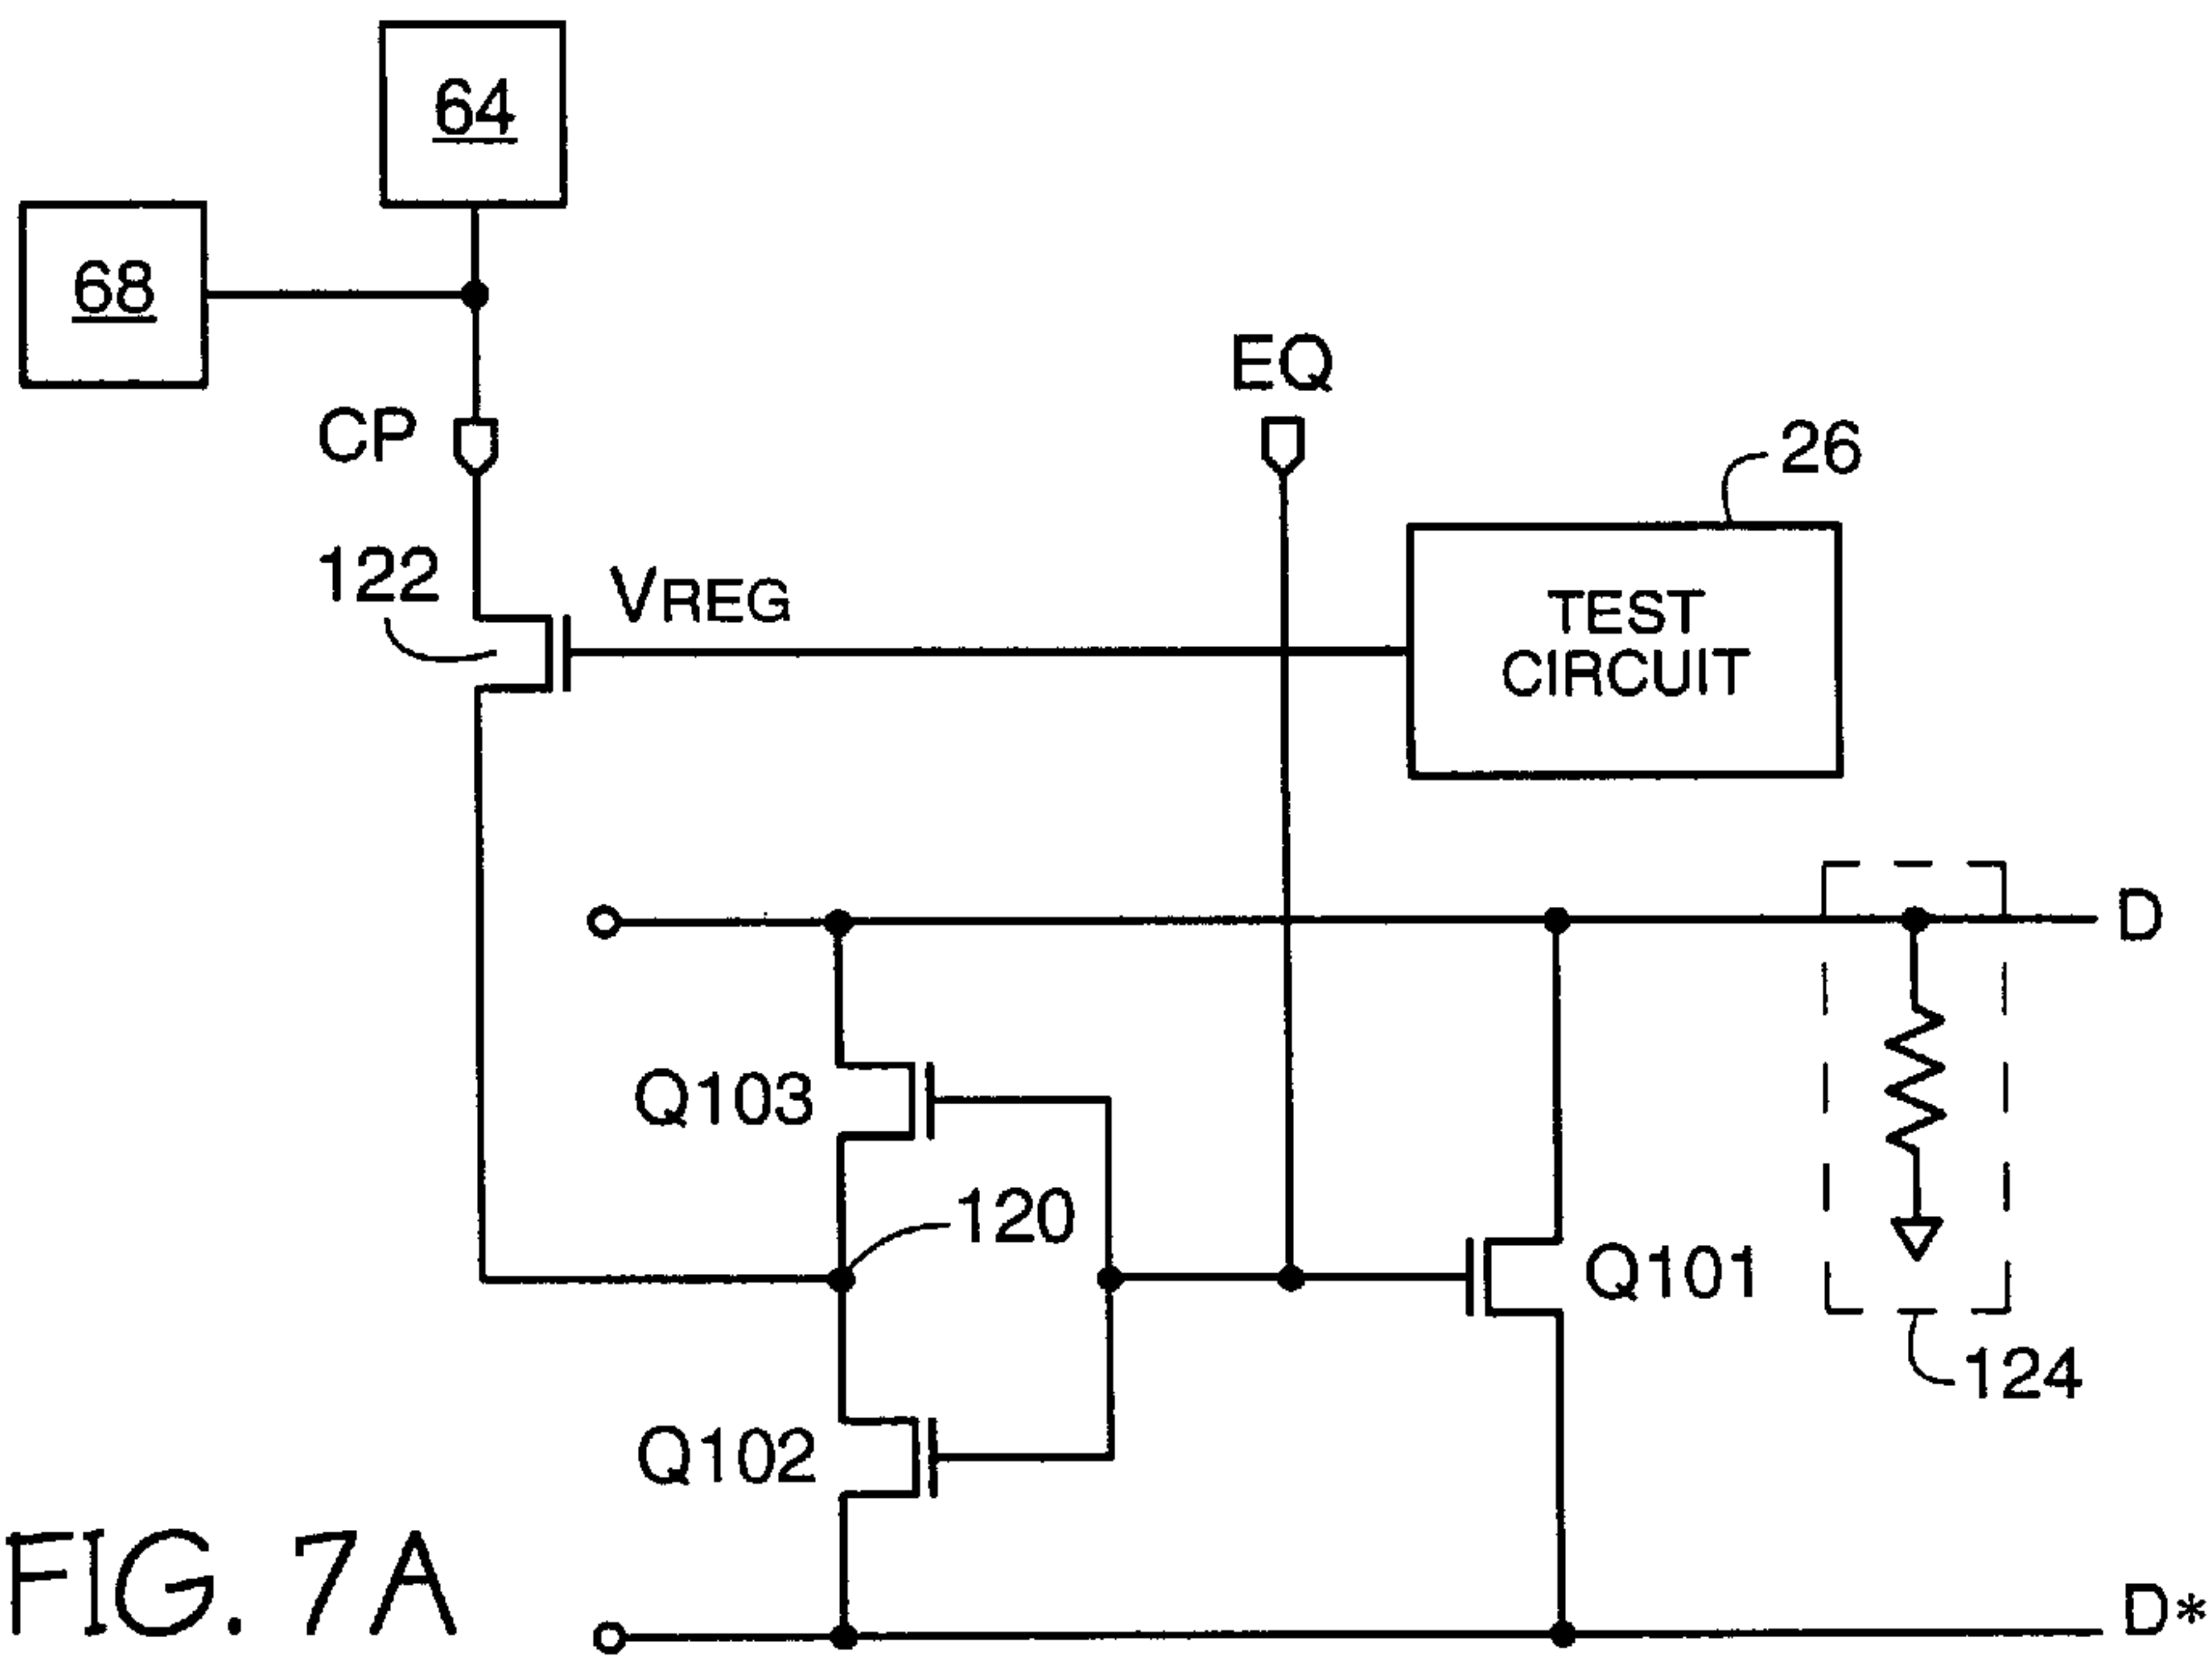 64
68
EQ
CP
26
122
VREG
TEST
CIRCUIT
D
Q103
120
Q101
124
Q102
FIG. 7A
D*